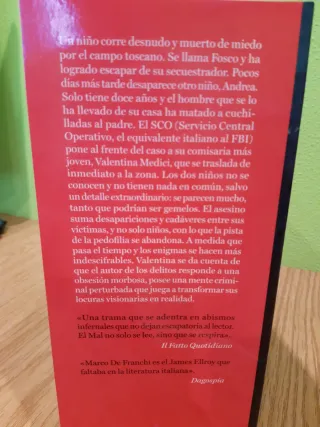 Un niño corre desnudo y muerto de miedo
por el campo toscano. Se llama Fosco y ha
logrado escapar de su secuestrador. Pocos
días más tarde desaparece otro niño, Andrea.
Solo tiene doce años y el hombre que se lo
ha llevado de su casa ha matado a cuchi-
lladas al padre. El SCO (Servicio Central
Operativo, el equivalente italiano al FBI)
pone al frente del caso a su comisaria más
joven, Valentina Medici, que se traslada de
inmediato a la zona. Los dos niños no se
conocen y no tienen nada en común, salvo
un detalle extraordinario: se parecen mucho,
tanto que podrían ser gemelos. El asesino
suma desapariciones y cadáveres entre sus
víctimas, y no solo niños, con lo que la pista
de la pedofilia se abandona. A medida que
pasa el tiempo y los enigmas se hacen más
indescifrables, Valentina se da cuenta de
que el autor de los delitos responde a una
obsesión morbosa, posee una mente crimi-
nal perturbada que juega a transformar sus
locuras visionarias en realidad.
«Una trama que se adentra en abismos
infernales que no dejan escapatoria al lector.
El Mal no solo se lee, sino que se respira».
Il Fatto Quotidiano
«Marco De Franchi es el James Ellroy que
faltaba en la literatura italiana».
Dagospia